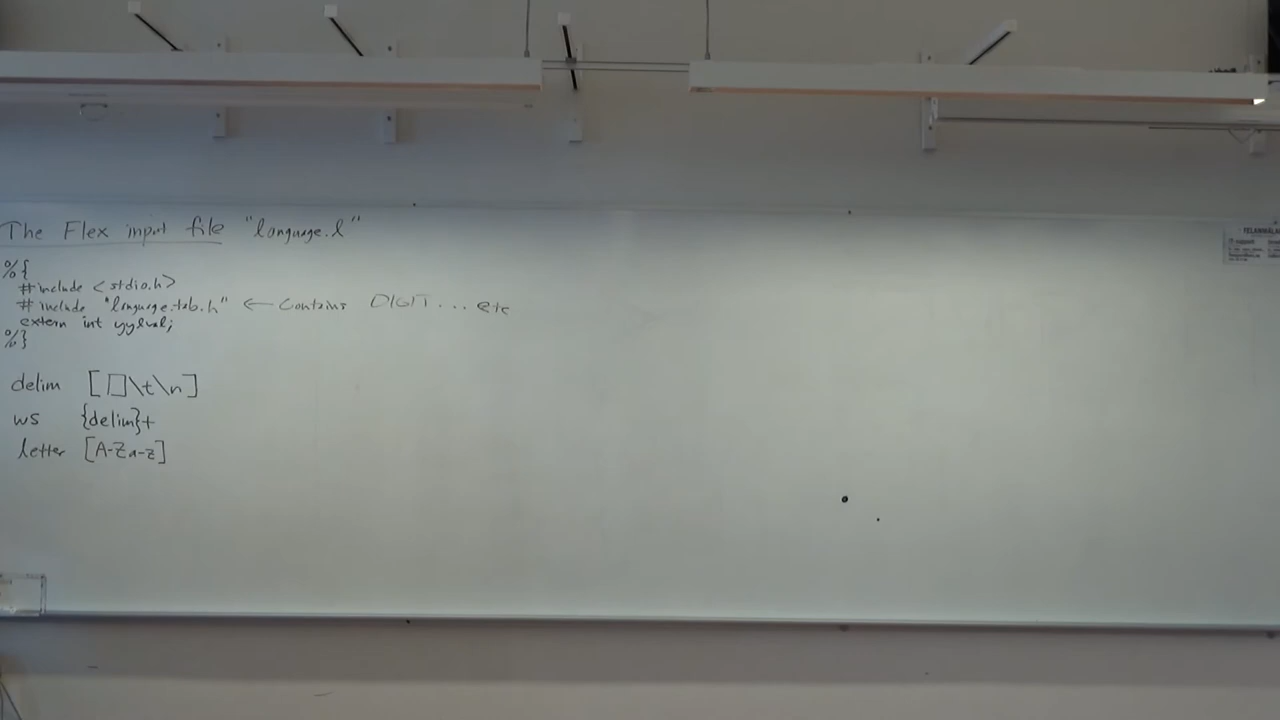 The Flex input file "language.l"
%{
#include <stdio.h>
#include "language.tab.h" ← Contains DIGIT... etc
extern int yylval;
%}
delim [□\t\n]
ws {delim}+
letter [A-Za-z]